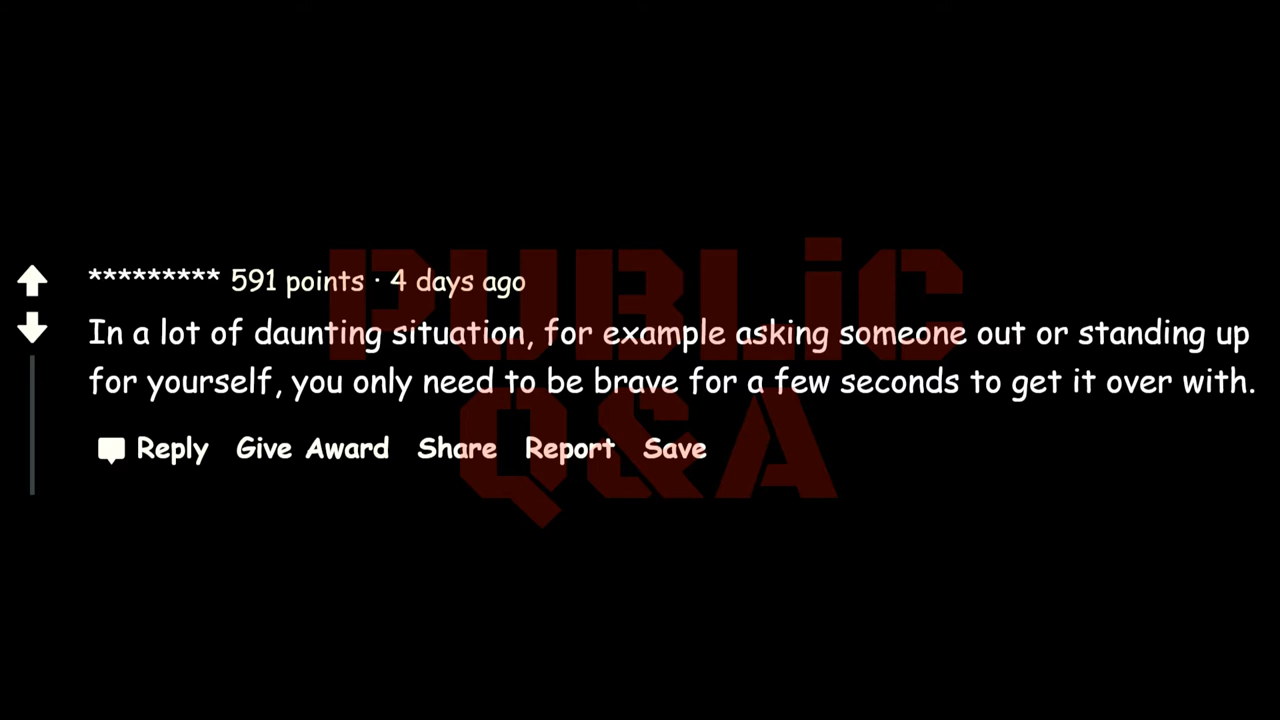 PUBLiC
Q&A
********* 591 points · 4 days ago
In a lot of daunting situation, for example asking someone out or standing up
for yourself, you only need to be brave for a few seconds to get it over with.
Reply Give Award Share Report Save